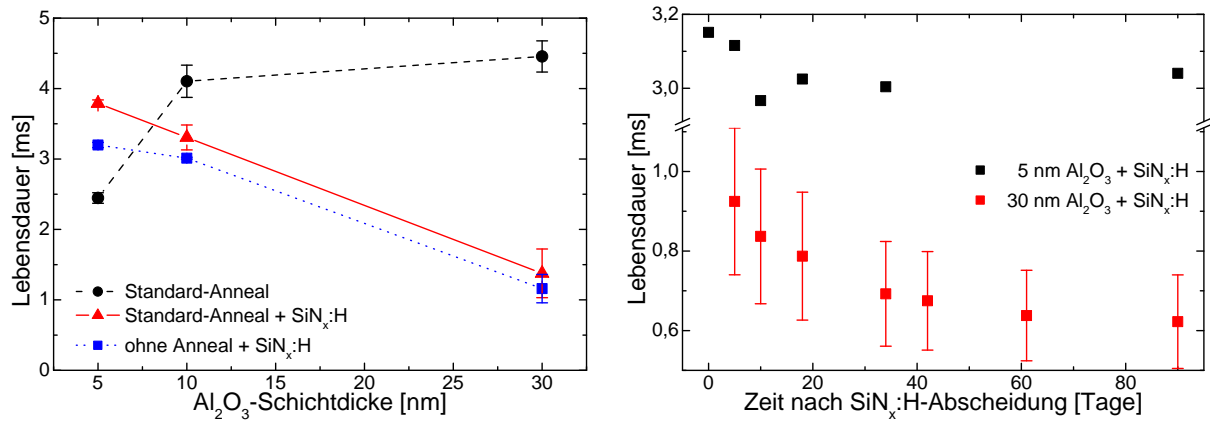 Lebensdauer [ms]
5
4
3
2
1
0
Standard-Anneal
Standard-Anneal + SiNₓ:H
ohne Anneal + SiNₓ:H
5 10 15 20 25 30
Al₂O₃-Schichtdicke [nm]
Lebensdauer [ms]
3,2
3,0
1,0
0,8
0,6
5 nm Al₂O₃ + SiNₓ:H
30 nm Al₂O₃ + SiNₓ:H
0 20 40 60 80
Zeit nach SiNₓ:H-Abscheidung [Tage]